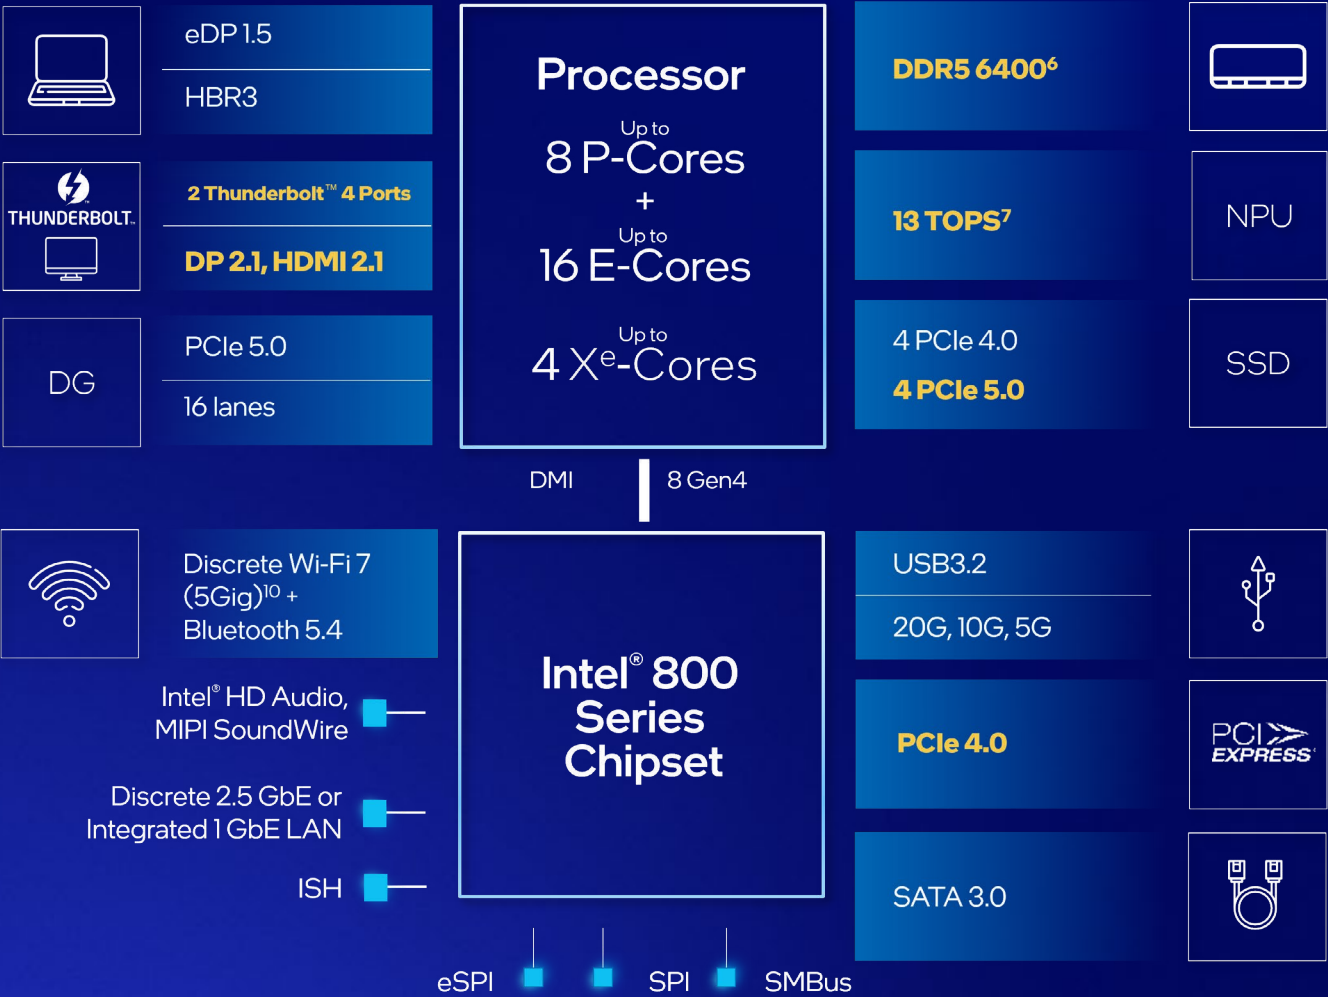 eDP 1.5
HBR3
THUNDERBOLT™
2 Thunderbolt™ 4 Ports
DP 2.1, HDMI 2.1
DG
PCIe 5.0
16 lanes
Processor
Up to
8 P-Cores
+
Up to
16 E-Cores
Up to
4 Xᵉ-Cores
DDR5 6400⁶
13 TOPS⁷
NPU
4 PCIe 4.0
4 PCIe 5.0
SSD
DMI
8 Gen4
Discrete Wi-Fi 7
(5Gig)¹⁰ +
Bluetooth 5.4
Intel® HD Audio,
MIPI SoundWire
Discrete 2.5 GbE or
Integrated 1 GbE LAN
ISH
Intel® 800
Series
Chipset
USB3.2
20G, 10G, 5G
PCIe 4.0
PCI
EXPRESS
SATA 3.0
eSPI
SPI
SMBus